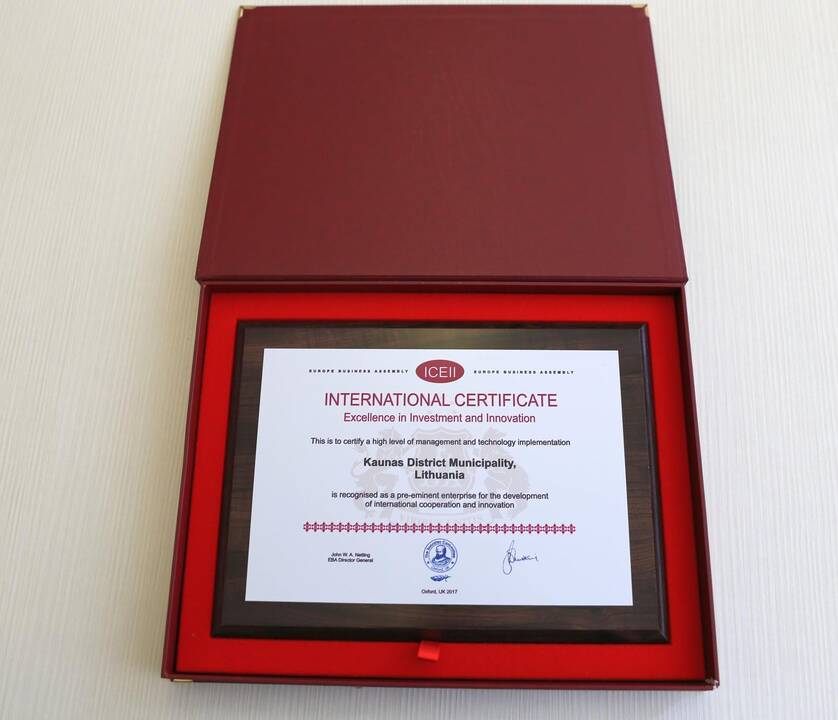 EUROPE BUSINESS ASSEMBLY ICEII EUROPE BUSINESS ASSEMBLY
INTERNATIONAL CERTIFICATE
Excellence in Investment and Innovation
This is to certify a high level of management and technology implementation
Kaunas District Municipality,
Lithuania
is recognised as a pre-eminent enterprise for the development
of international cooperation and innovation
John W. A. Netting
EBA Director General
Oxford, UK 2017